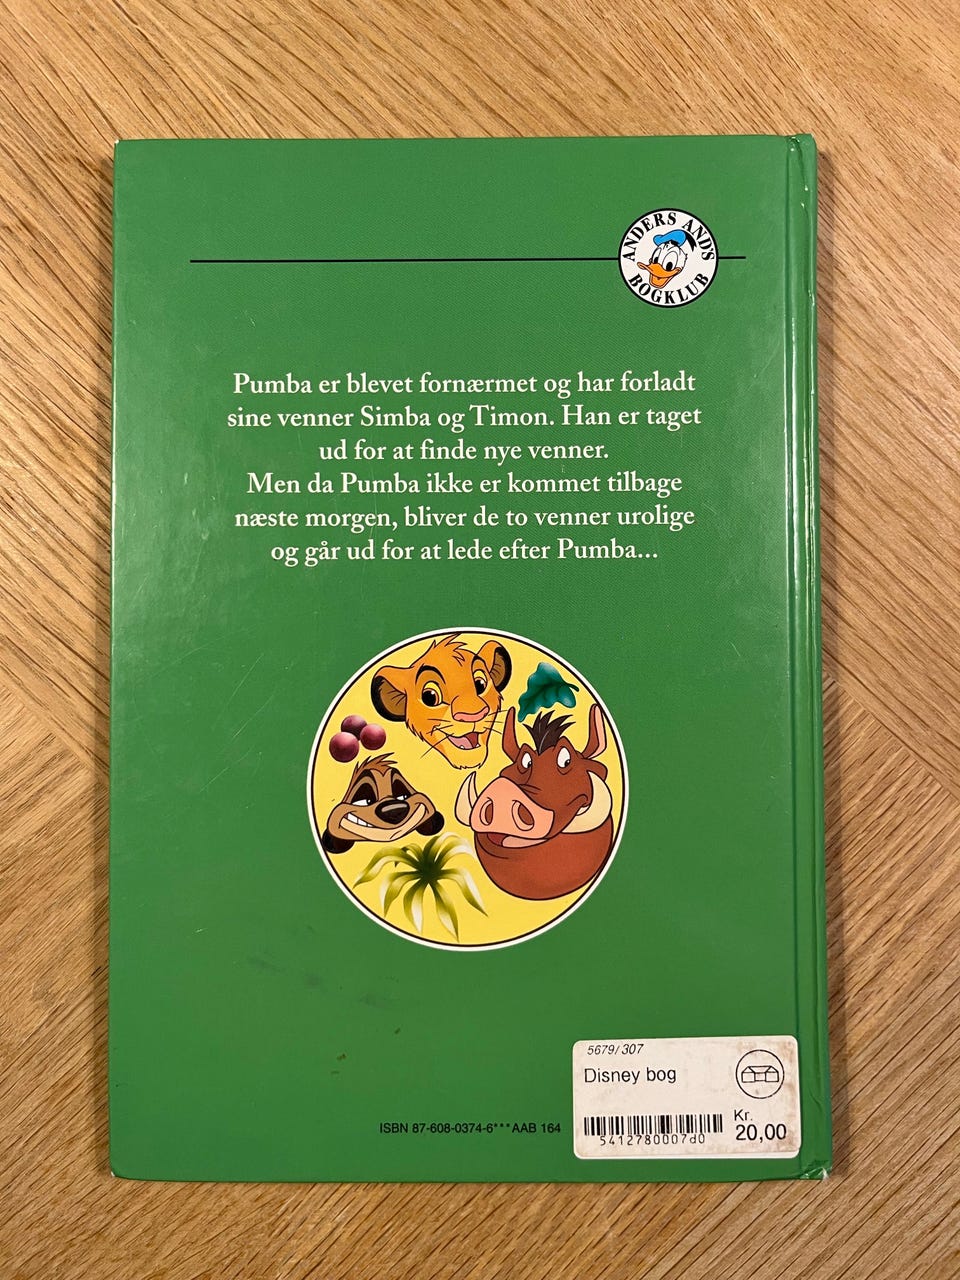 ANDERS AND'S
BOGKLUB
Pumba er blevet fornærmet og har forladt
sine venner Simba og Timon. Han er taget
ud for at finde nye venner.
Men da Pumba ikke er kommet tilbage
næste morgen, bliver de to venner urolige
og går ud for at lede efter Pumba...
ISBN 87-608-0374-6***AAB 164
5679/307
Disney bog
5412780007d0
Kr.
20,00